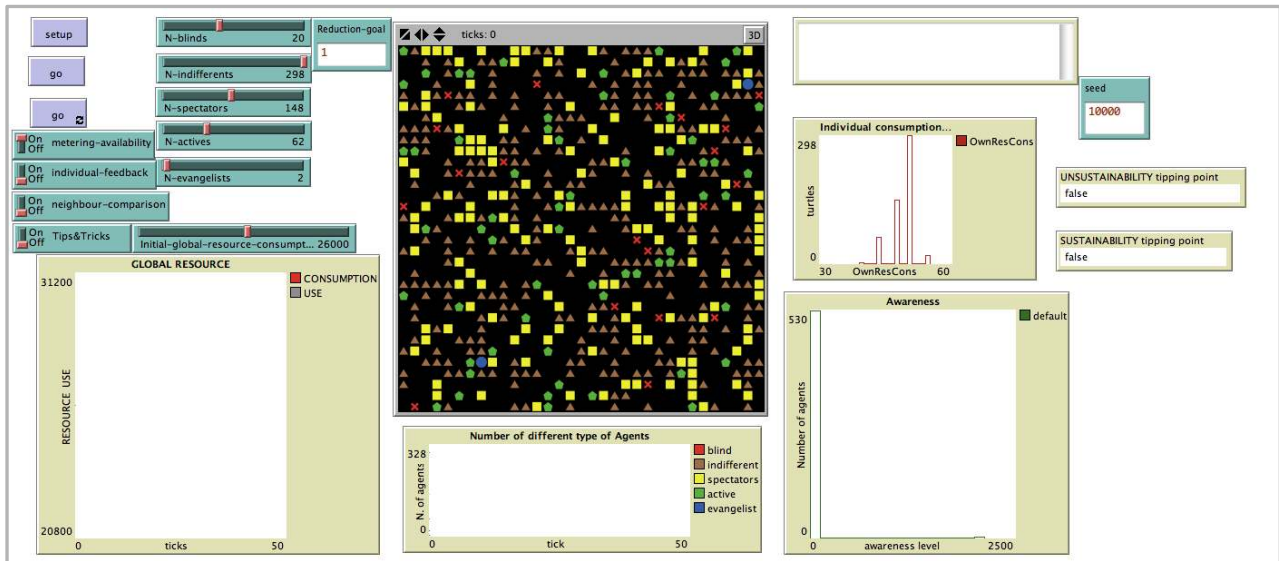 setup
go
go
N-blinds 20
N-indifferents 298
N-spectators 148
N-actives 62
N-evangelists 2
Reduction-goal
1
On
Off
metering-availability
On
Off
individual-feedback
On
Off
neighbour-comparison
On
Off
Tips&Tricks
Initial-global-resource-consumpt... 26000
GLOBAL RESOURCE
31200
RESOURCE USE
20800
0
ticks
50
CONSUMPTION
USE
ticks: 0
3D
Number of different type of Agents
328
N. of agents
0
0
tick
50
blind
indifferent
spectators
active
evangelist
seed
10000
Individual consumption...
298
turtles
0
30
OwnResCons
60
OwnResCons
UNSUSTAINABILITY tipping point
false
SUSTAINABILITY tipping point
false
Awareness
530
Number of agents
0
0
awareness level
2500
default